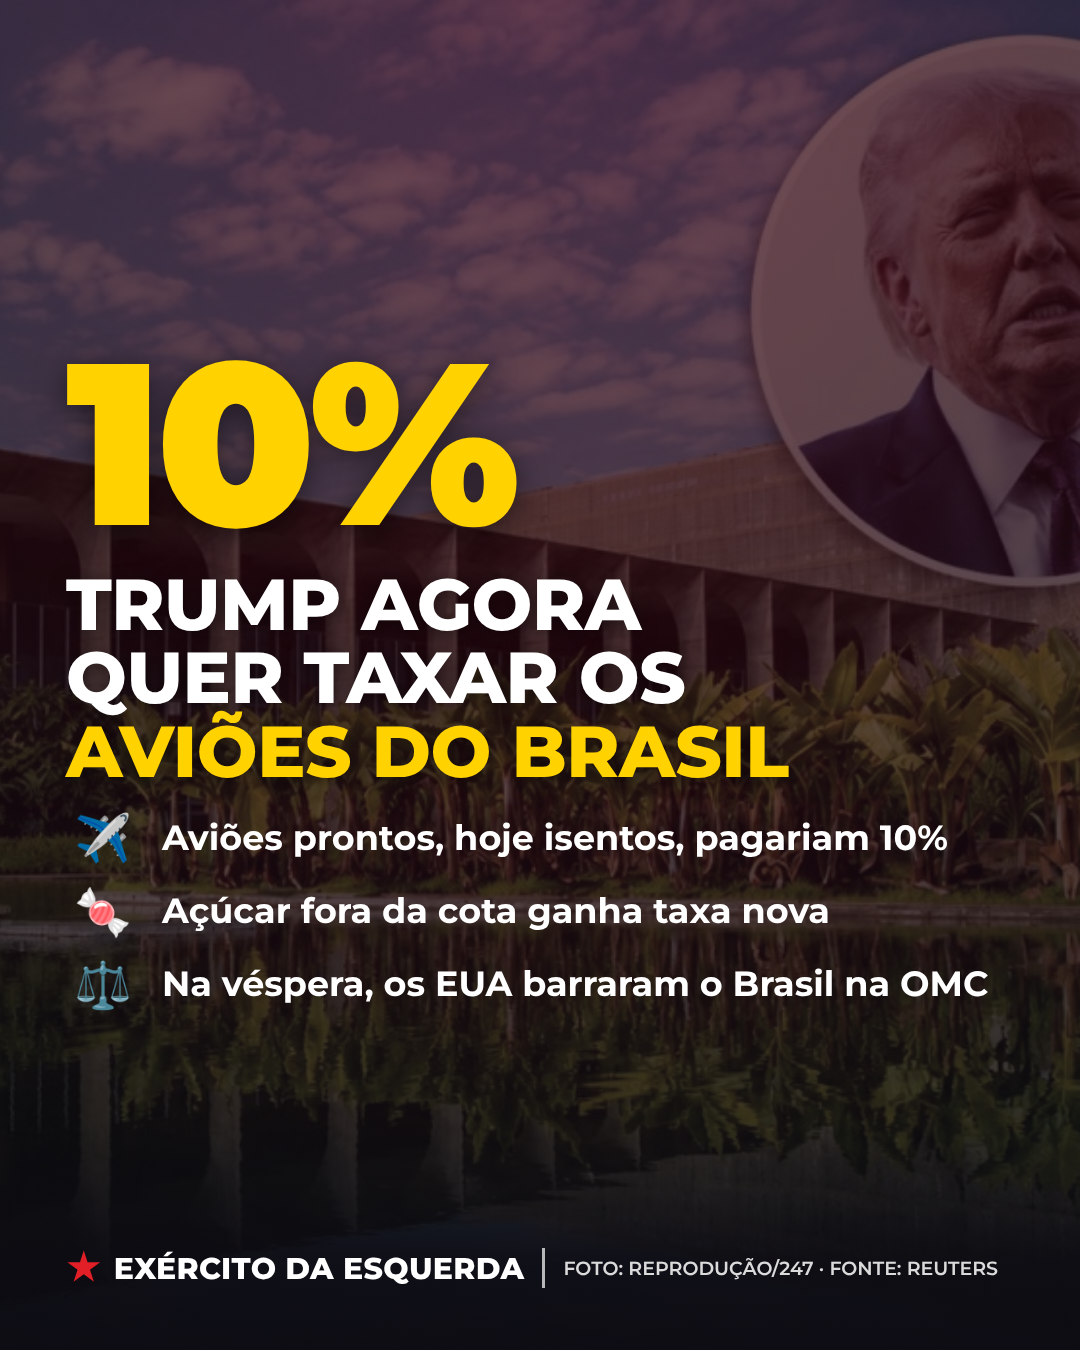 10%
TRUMP AGORA
QUER TAXAR OS
AVIÕES DO BRASIL
Aviões prontos, hoje isentos, pagariam 10%
Açúcar fora da cota ganha taxa nova
Na véspera, os EUA barraram o Brasil na OMC
EXÉRCITO DA ESQUERDA | FOTO: REPRODUÇÃO/247 · FONTE: REUTERS